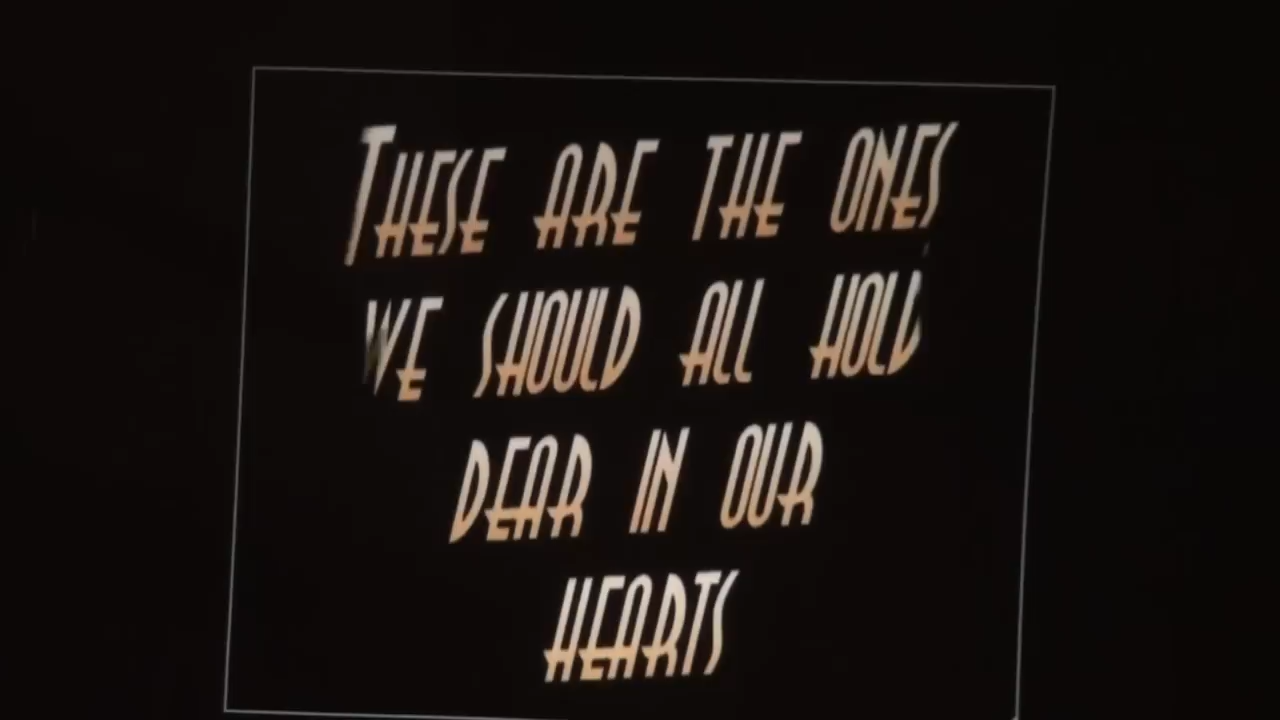 THESE ARE THE ONES
WE SHOULD ALL HOLD
DEAR IN OUR
HEARTS